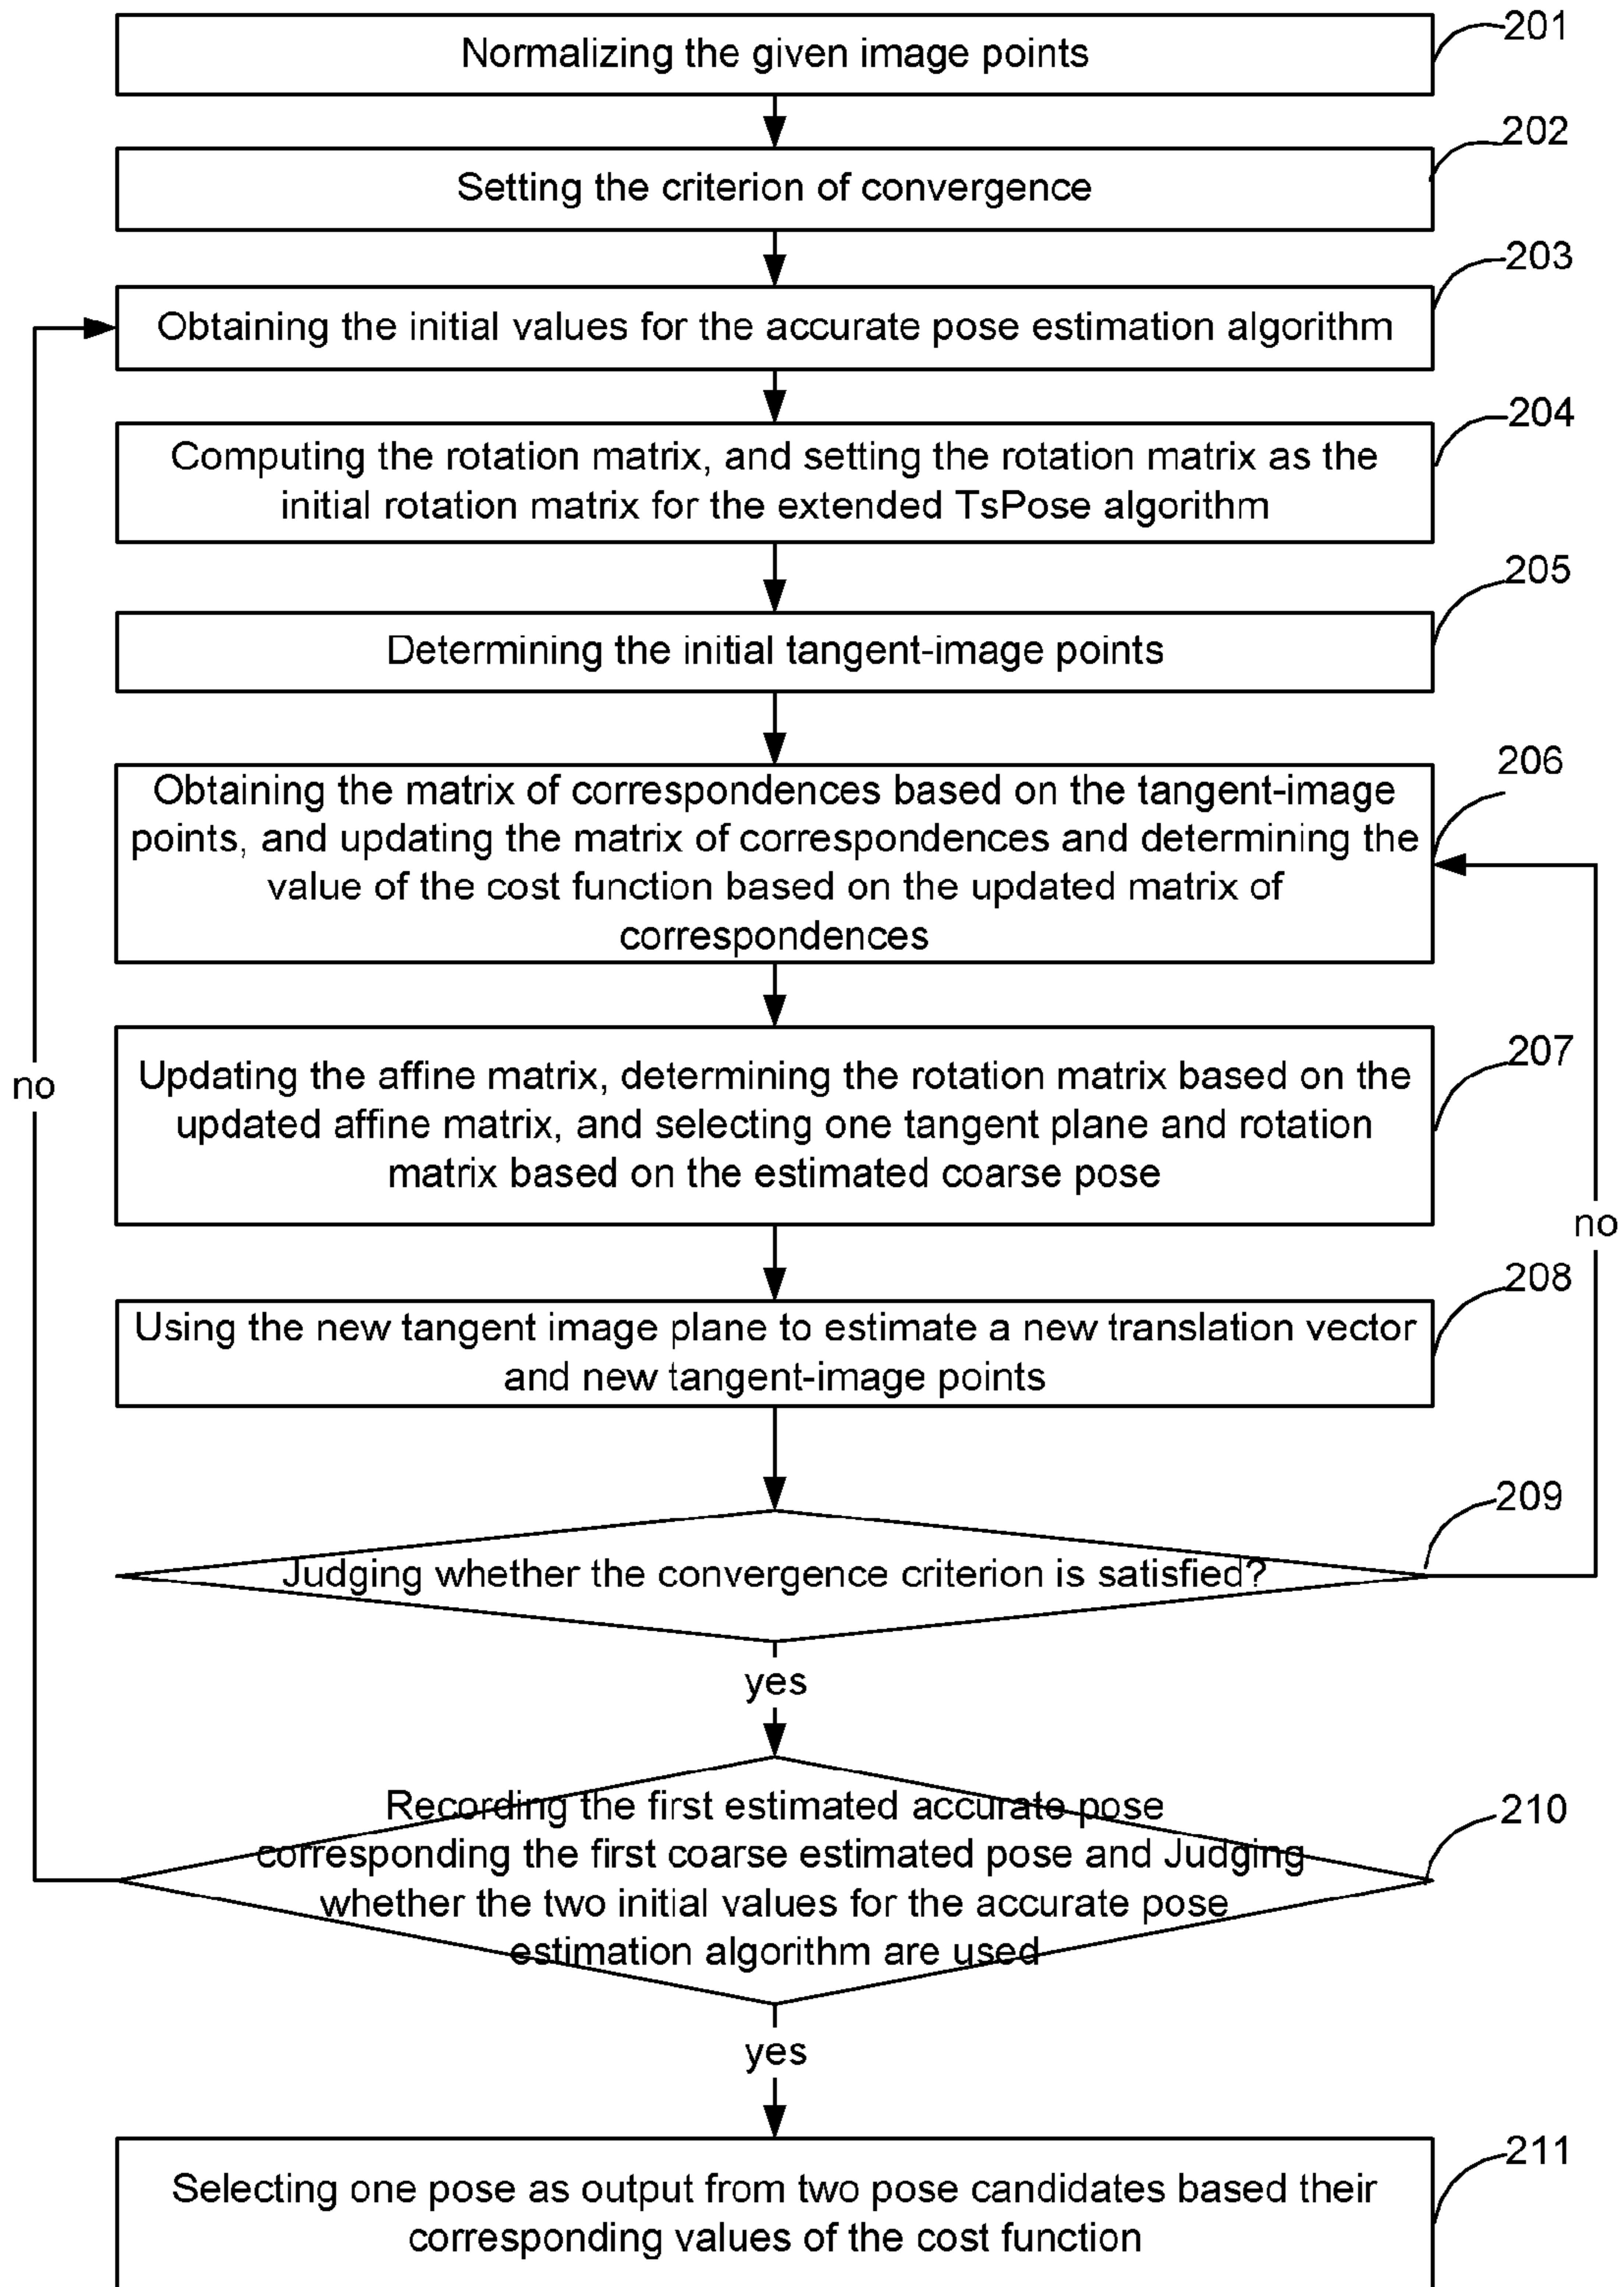 Normalizing the given image points
201
Setting the criterion of convergence
202
Obtaining the initial values for the accurate pose estimation algorithm
203
Computing the rotation matrix, and setting the rotation matrix as the
initial rotation matrix for the extended TsPose algorithm
204
Determining the initial tangent-image points
205
Obtaining the matrix of correspondences based on the tangent-image
points, and updating the matrix of correspondences and determining the
value of the cost function based on the updated matrix of
correspondences
206
Updating the affine matrix, determining the rotation matrix based on the
updated affine matrix, and selecting one tangent plane and rotation
matrix based on the estimated coarse pose
207
no
no
Using the new tangent image plane to estimate a new translation vector
and new tangent-image points
208
Judging whether the convergence criterion is satisfied?
209
yes
Recording the first estimated accurate pose
corresponding the first coarse estimated pose and Judging
whether the two initial values for the accurate pose
estimation algorithm are used
210
yes
Selecting one pose as output from two pose candidates based their
corresponding values of the cost function
211